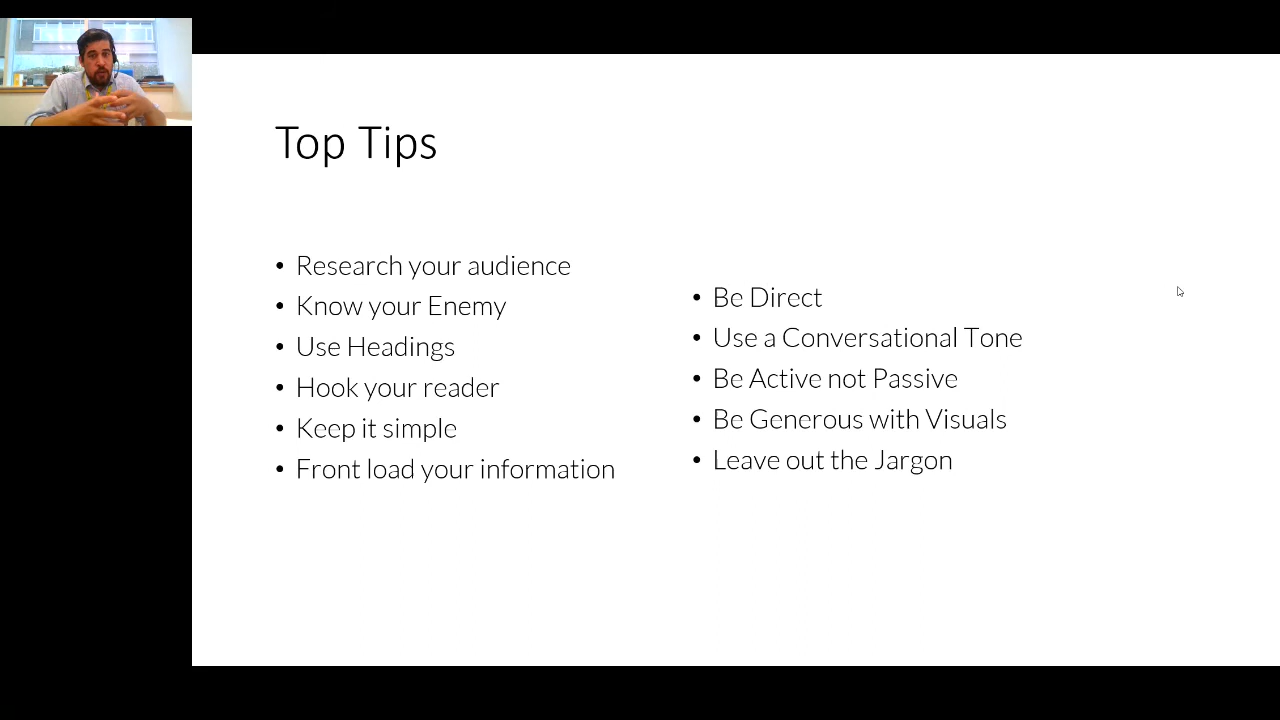 Top Tips
• Research your audience
• Know your Enemy
• Use Headings
• Hook your reader
• Keep it simple
• Front load your information
• Be Direct
• Use a Conversational Tone
• Be Active not Passive
• Be Generous with Visuals
• Leave out the Jargon